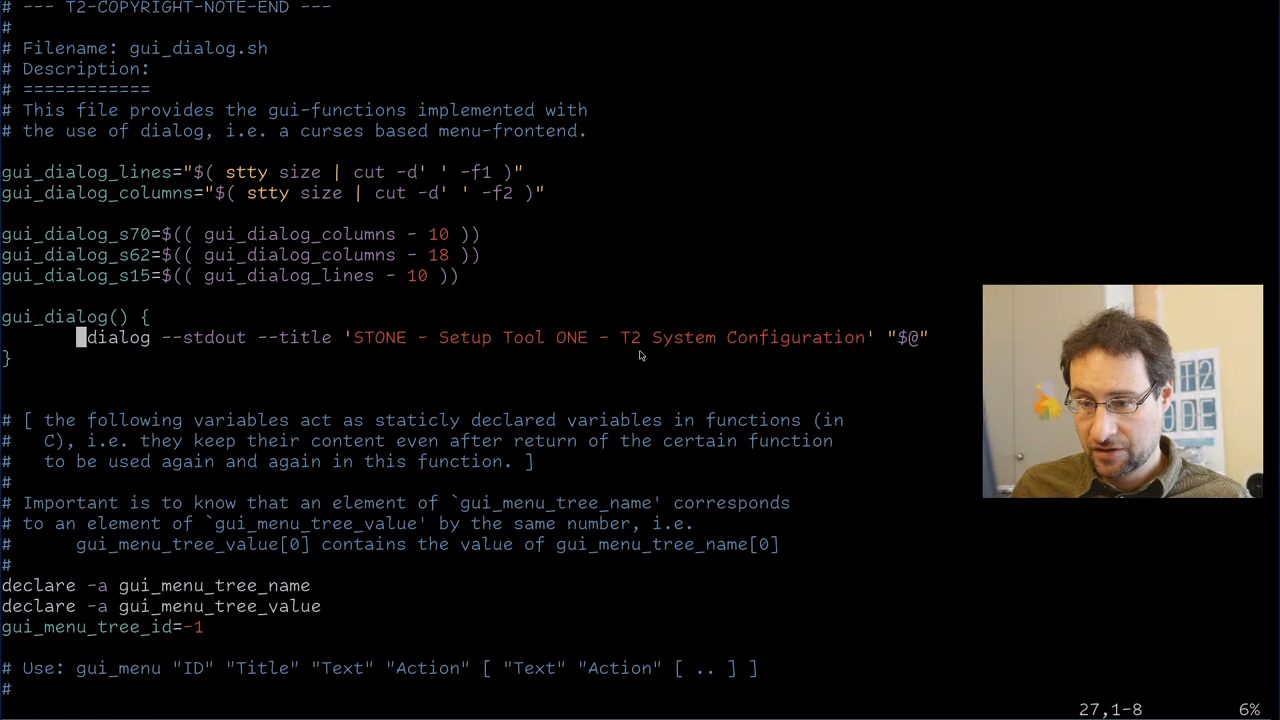 # --- T2-COPYRIGHT-NOTE-END ---
#
# Filename: gui_dialog.sh
# Description:
# ============
# This file provides the gui-functions implemented with
# the use of dialog, i.e. a curses based menu-frontend.
gui_dialog_lines="$( stty size | cut -d' ' -f1 )"
gui_dialog_columns="$( stty size | cut -d' ' -f2 )"
gui_dialog_s70=$(( gui_dialog_columns - 10 ))
gui_dialog_s62=$(( gui_dialog_columns - 18 ))
gui_dialog_s15=$(( gui_dialog_lines - 10 ))
gui_dialog() {
dialog --stdout --title 'STONE - Setup Tool ONE - T2 System Configuration' "$@"
}
# [ the following variables act as staticly declared variables in functions (in
#   C), i.e. they keep their content even after return of the certain function
#   to be used again and again in this function. ]
#
# Important is to know that an element of `gui_menu_tree_name' corresponds
# to an element of `gui_menu_tree_value' by the same number, i.e.
#      gui_menu_tree_value[0] contains the value of gui_menu_tree_name[0]
#
declare -a gui_menu_tree_name
declare -a gui_menu_tree_value
gui_menu_tree_id=-1
# Use: gui_menu "ID" "Title" "Text" "Action" [ "Text" "Action" [ .. ] ]
#
27,1-8 6%
T2